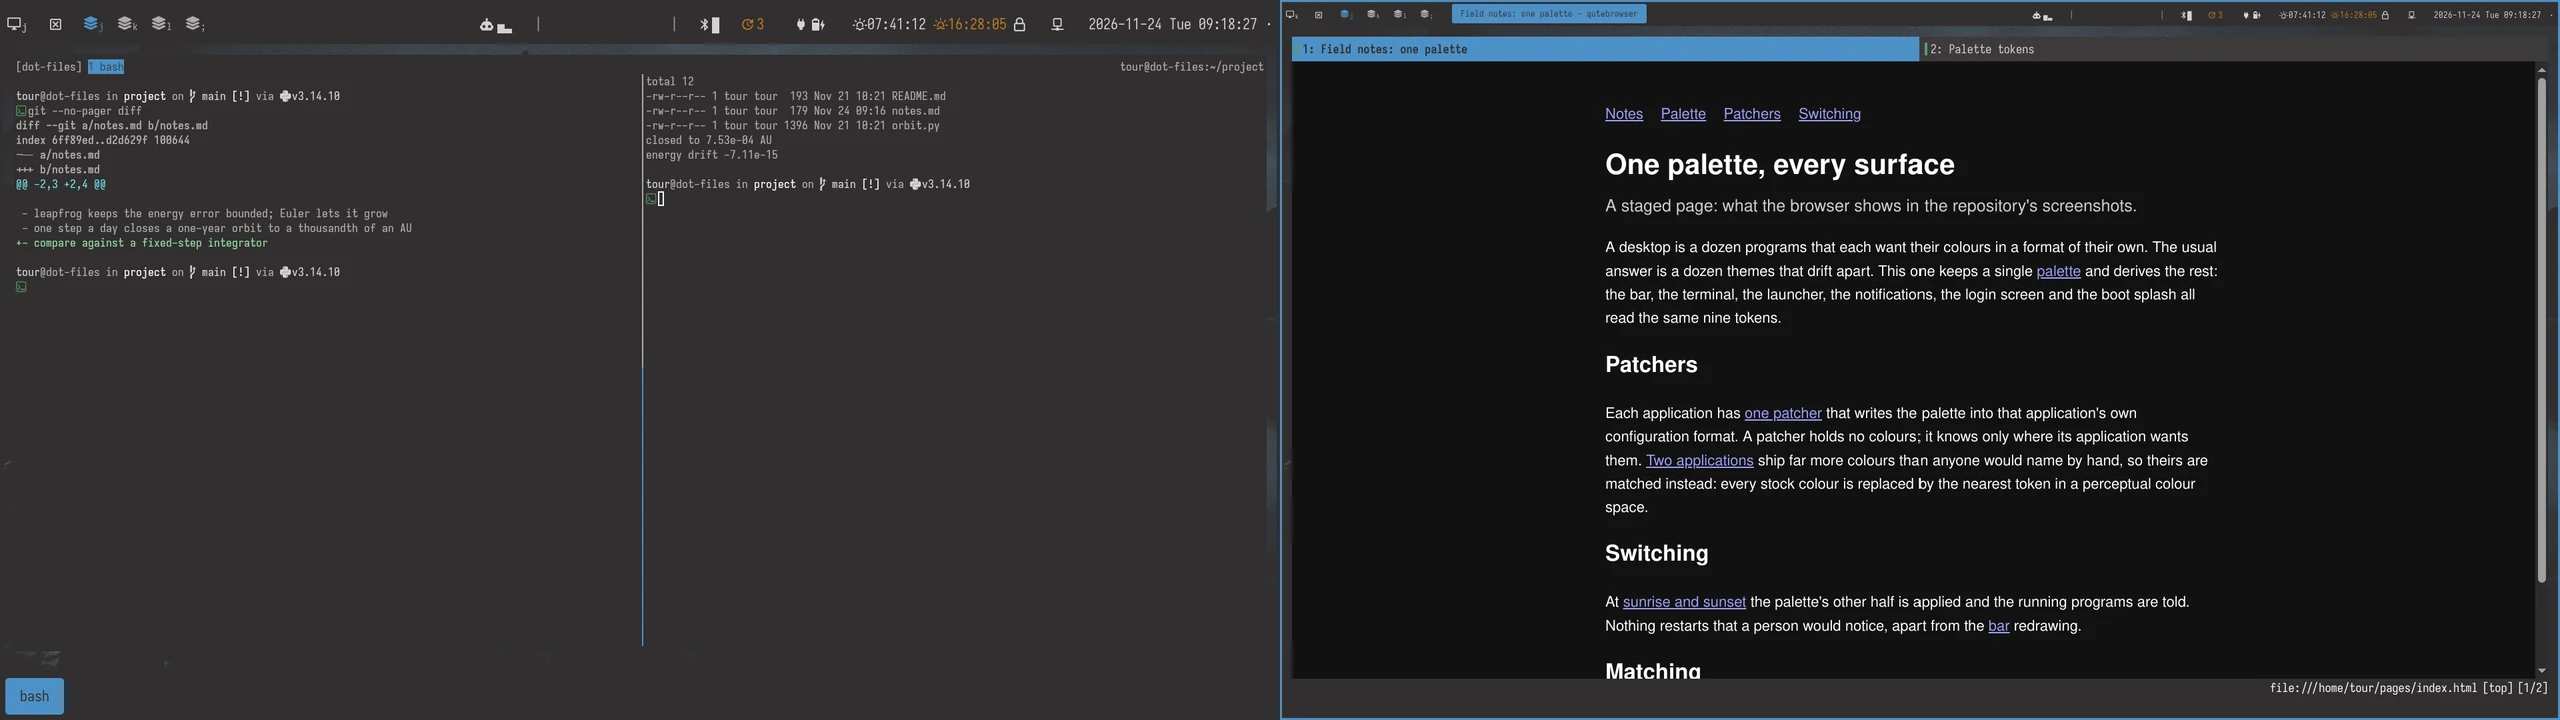 j j k l ; 3 07:41:12 16:28:05 2026-11-24 Tue 09:18:27
[dot-files] 1 bash tour@dot-files:~/project
tour@dot-files in project on main [!] via v3.14.10
git --no-pager diff
diff --git a/notes.md b/notes.md
index 6ff89ed..d2d629f 100644
--- a/notes.md
+++ b/notes.md
@@ -2,3 +2,4 @@
- leapfrog keeps the energy error bounded; Euler lets it grow
- one step a day closes a one-year orbit to a thousandth of an AU
+- compare against a fixed-step integrator
tour@dot-files in project on main [!] via v3.14.10
total 12
-rw-r--r-- 1 tour tour 193 Nov 21 10:21 README.md
-rw-r--r-- 1 tour tour 179 Nov 24 09:16 notes.md
-rw-r--r-- 1 tour tour 1396 Nov 21 10:21 orbit.py
closed to 7.53e-04 AU
energy drift -7.11e-15
tour@dot-files in project on main [!] via v3.14.10
bash
Field notes: one palette - qutebrowser 3 07:41:12 16:28:05 2026-11-24 Tue 09:18:27
1: Field notes: one palette 2: Palette tokens
Notes Palette Patchers Switching
One palette, every surface
A staged page: what the browser shows in the repository's screenshots.
A desktop is a dozen programs that each want their colours in a format of their own. The usual
answer is a dozen themes that drift apart. This one keeps a single palette and derives the rest:
the bar, the terminal, the launcher, the notifications, the login screen and the boot splash all
read the same nine tokens.
Patchers
Each application has one patcher that writes the palette into that application's own
configuration format. A patcher holds no colours; it knows only where its application wants
them. Two applications ship far more colours than anyone would name by hand, so theirs are
matched instead: every stock colour is replaced by the nearest token in a perceptual colour
space.
Switching
At sunrise and sunset the palette's other half is applied and the running programs are told.
Nothing restarts that a person would notice, apart from the bar redrawing.
Matching
file:///home/tour/pages/index.html [top] [1/2]